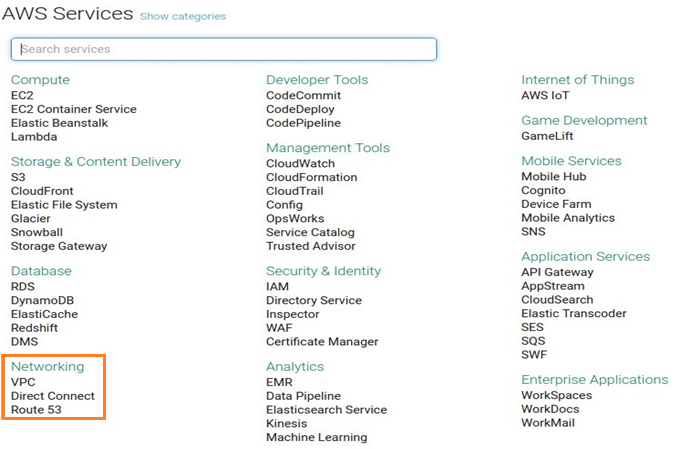 AWS Services Show categories
Search services
Compute
EC2
EC2 Container Service
Elastic Beanstalk
Lambda
Storage & Content Delivery
S3
CloudFront
Elastic File System
Glacier
Snowball
Storage Gateway
Database
RDS
DynamoDB
ElastiCache
Redshift
DMS
Networking
VPC
Direct Connect
Route 53
Developer Tools
CodeCommit
CodeDeploy
CodePipeline
Management Tools
CloudWatch
CloudFormation
CloudTrail
Config
OpsWorks
Service Catalog
Trusted Advisor
Security & Identity
IAM
Directory Service
Inspector
WAF
Certificate Manager
Analytics
EMR
Data Pipeline
Elasticsearch Service
Kinesis
Machine Learning
Internet of Things
AWS IoT
Game Development
GameLift
Mobile Services
Mobile Hub
Cognito
Device Farm
Mobile Analytics
SNS
Application Services
API Gateway
AppStream
CloudSearch
Elastic Transcoder
SES
SQS
SWF
Enterprise Applications
WorkSpaces
WorkDocs
WorkMail